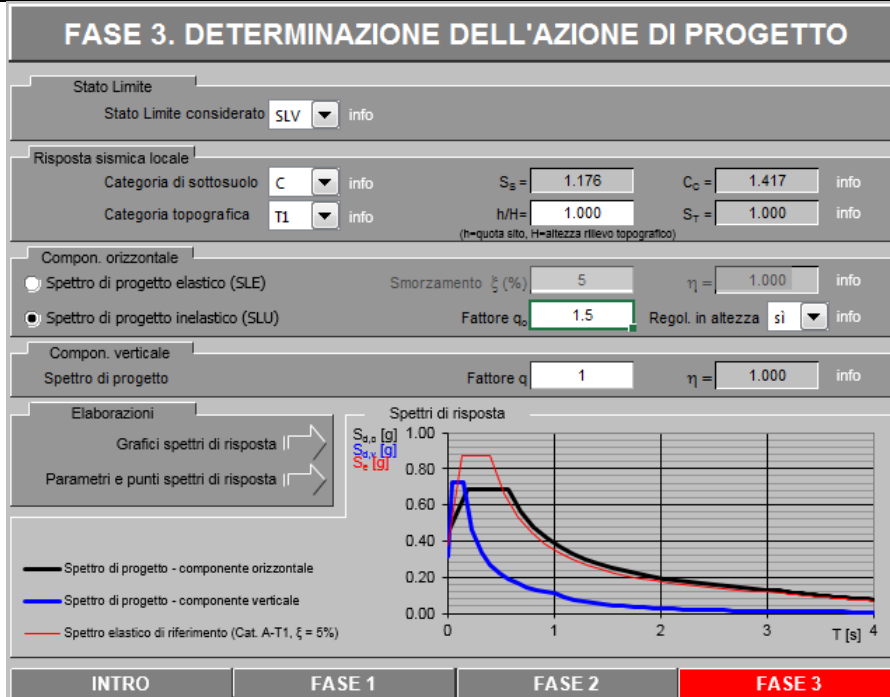 FASE 3. DETERMINAZIONE DELL'AZIONE DI PROGETTO
Stato Limite
Stato Limite considerato SLV info
Risposta sismica locale
Categoria di sottosuolo C info SS = 1.176 CC = 1.417 info
Categoria topografica T1 info h/H= 1.000 ST = 1.000 info
(h=quota sito, H=altezza rilievo topografico)
Compon. orizzontale
Spettro di progetto elastico (SLE) Smorzamento ξ (%) 5 η = 1.000 info
Spettro di progetto inelastico (SLU) Fattore qo 1.5 Regol. in altezza sì info
Compon. verticale
Spettro di progetto Fattore q 1 η = 1.000 info
Elaborazioni
Grafici spettri di risposta
Parametri e punti spettri di risposta
Spettri di risposta
Sd,o [g]
Sd,v [g]
Se [g]
1.00
0.80
0.60
0.40
0.20
0.00
0 1 2 3 4
T [s]
Spettro di progetto - componente orizzontale
Spettro di progetto - componente verticale
Spettro elastico di riferimento (Cat. A-T1, ξ = 5%)
INTRO FASE 1 FASE 2 FASE 3